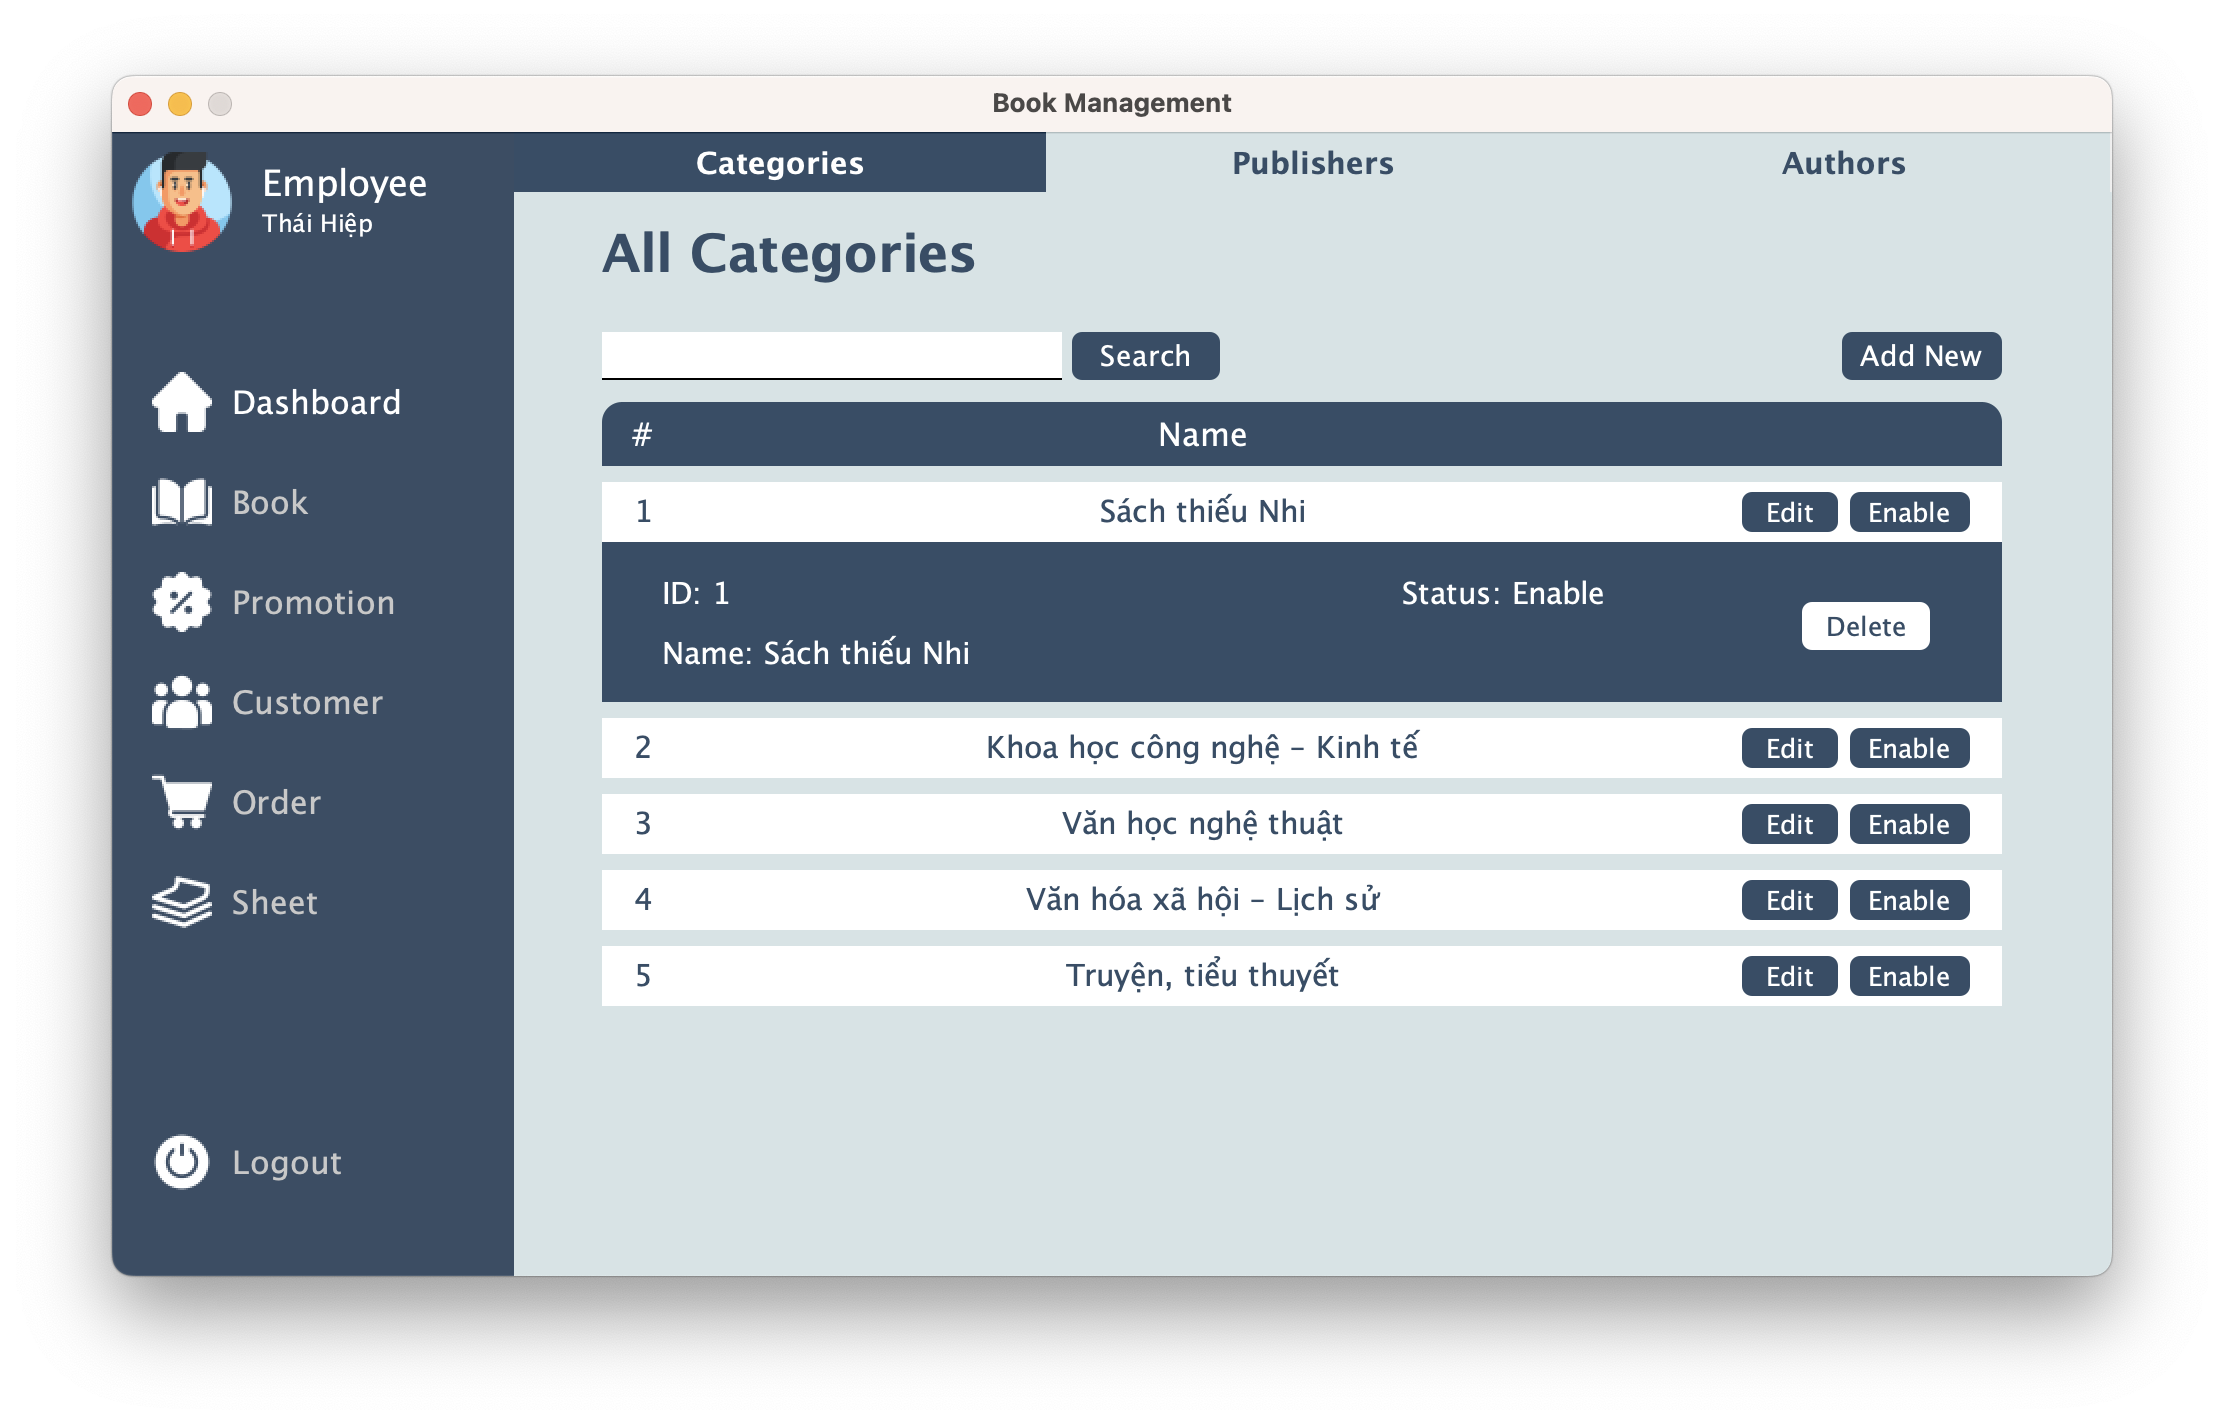 Book Management
Employee
Thái Hiệp
Dashboard
Book
Promotion
Customer
Order
Sheet
Logout
Categories Publishers Authors
All Categories
Search Add New
# Name
1 Sách thiếu Nhi Edit Enable
ID: 1 Status: Enable
Delete
Name: Sách thiếu Nhi
2 Khoa học công nghệ – Kinh tế Edit Enable
3 Văn học nghệ thuật Edit Enable
4 Văn hóa xã hội – Lịch sử Edit Enable
5 Truyện, tiểu thuyết Edit Enable